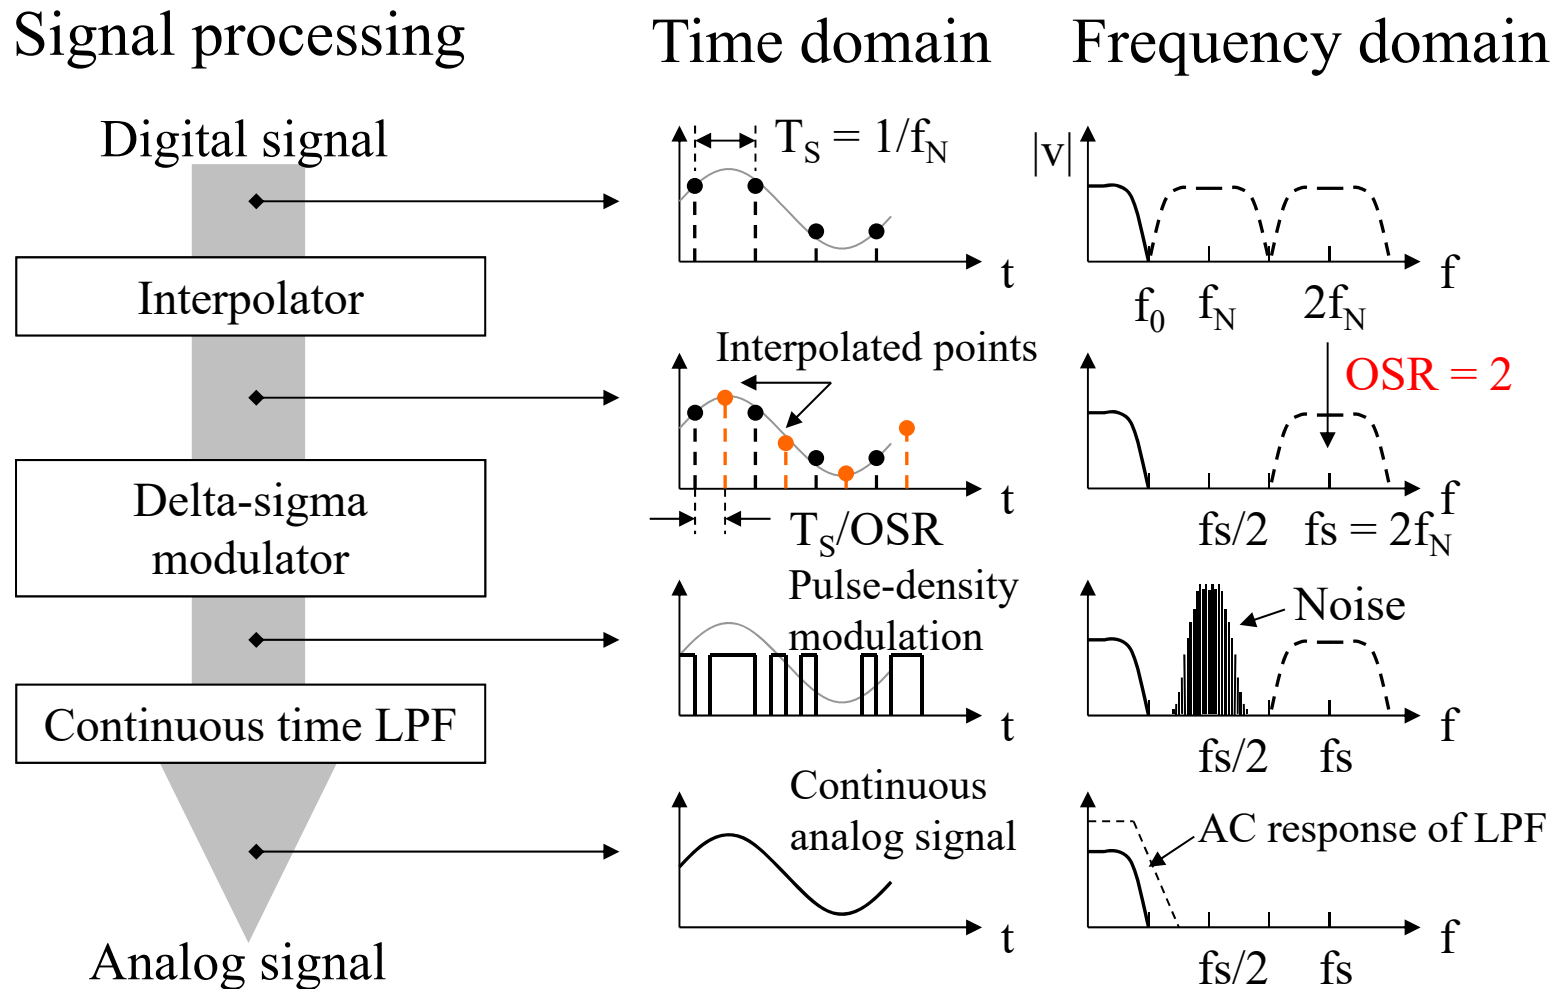 Signal processing
Time domain
Frequency domain
Digital signal
Interpolator
Delta-sigma
modulator
Continuous time LPF
Analog signal
T_S = 1/f_N
t
|v|
f
f_0
f_N
2f_N
Interpolated points
t
T_S/OSR
OSR = 2
f
fs/2
fs = 2f_N
Pulse-density
modulation
t
Noise
f
fs/2
fs
Continuous
analog signal
t
AC response of LPF
f
fs/2
fs